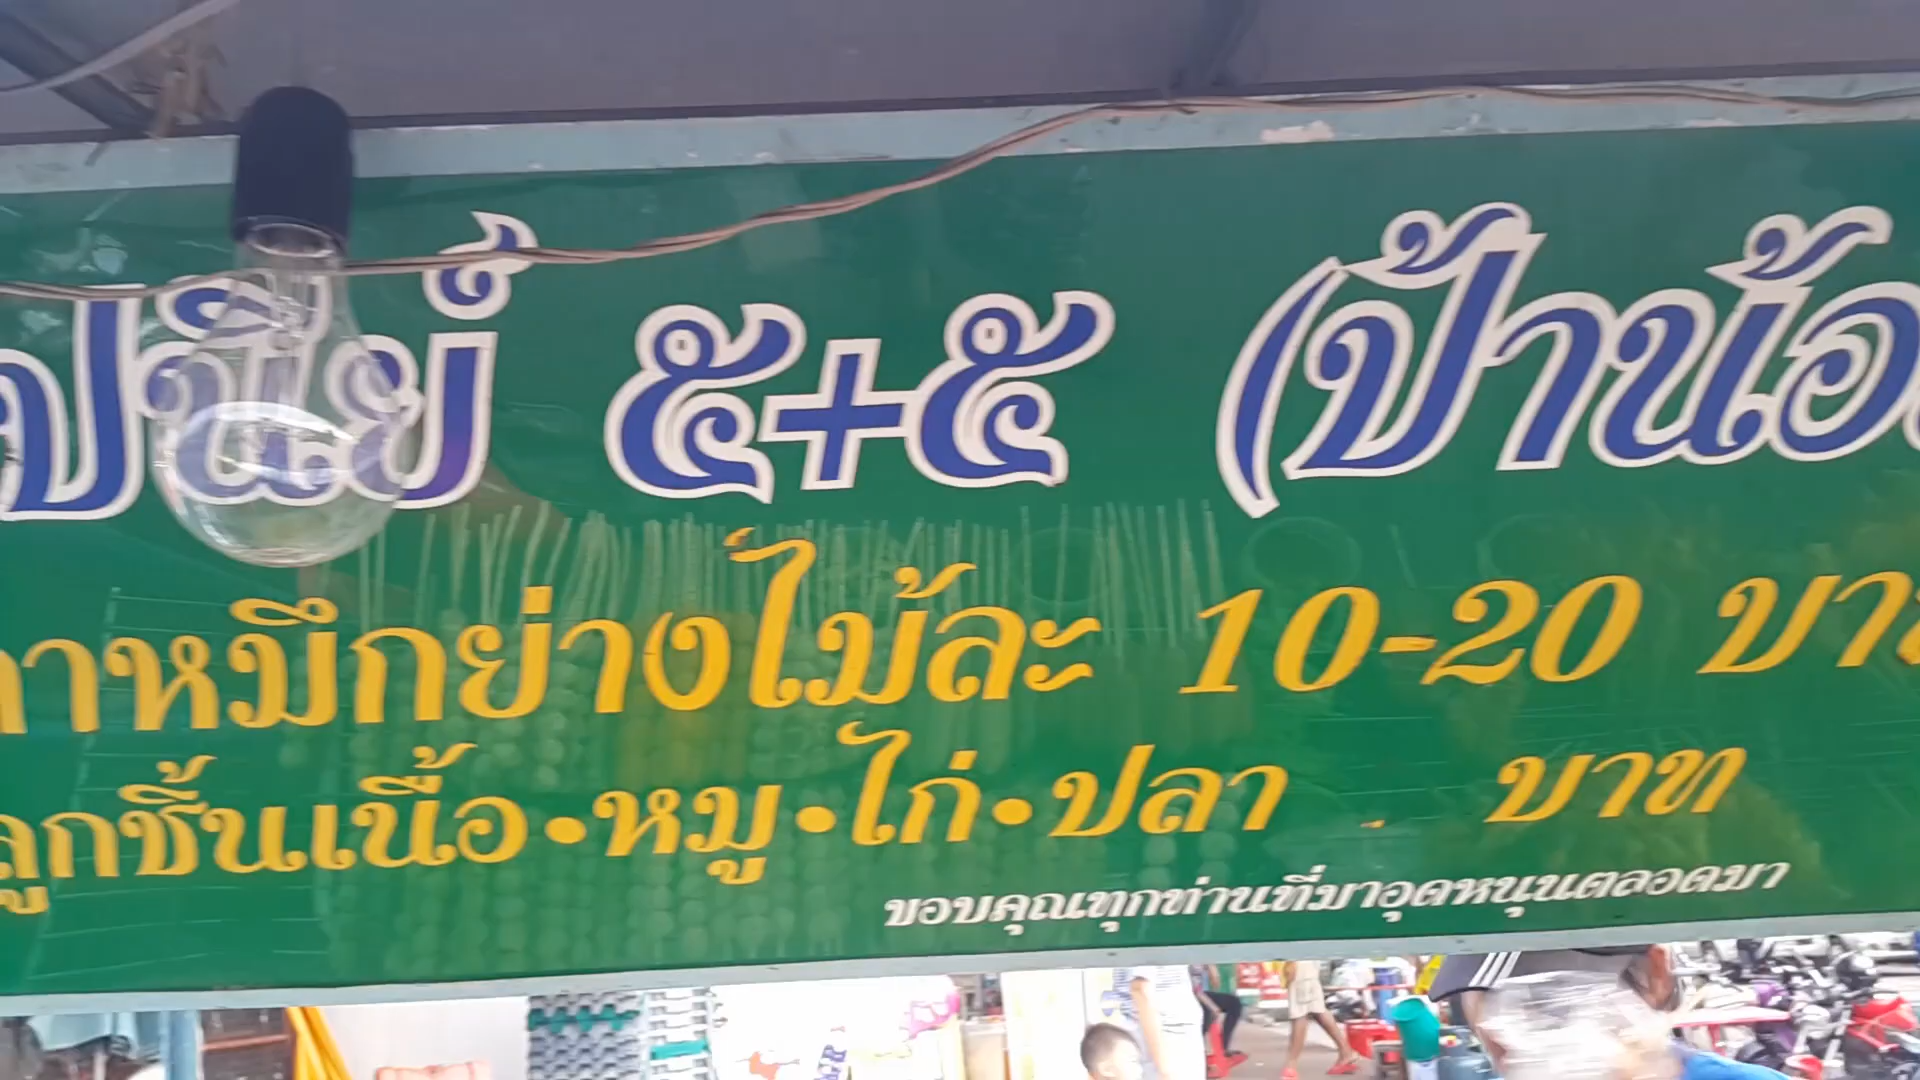 ๕+๕ (ป้าน้อ
หมึกย่างไม้ละ 10-20 บา
ลูกชิ้นเนื้อ•หมู•ไก่•ปลา บาท
ขอบคุณทุกท่านที่มาอุดหนุนตลอดมา